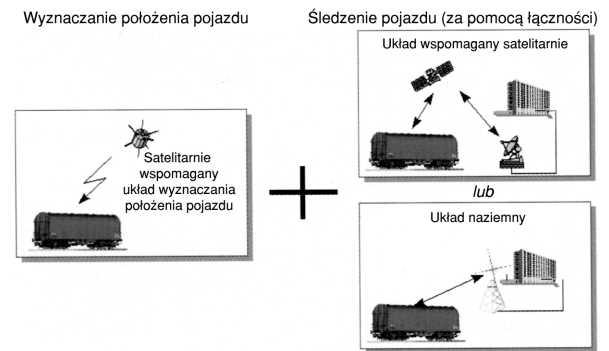 Wyznaczanie położenia pojazdu
Śledzenie pojazdu (za pomocą łączności)
Satelitarnie
wspomagany
układ wyznaczania
położenia pojazdu
Układ wspomagany satelitarnie
lub
Układ naziemny